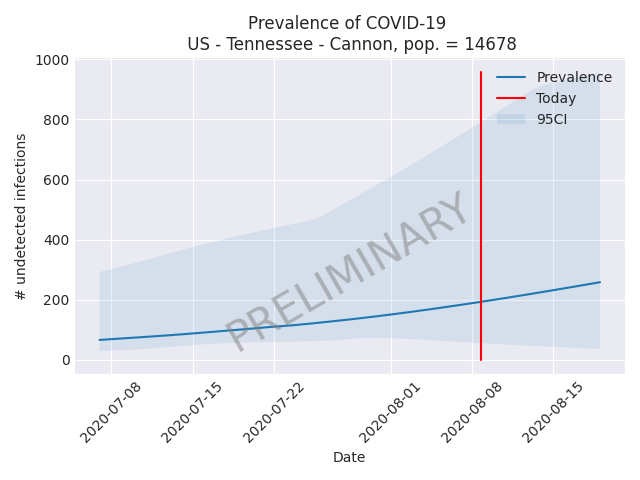 Prevalence of COVID-19
US - Tennessee - Cannon, pop. = 14678
# undetected infections
1000
800
600
400
200
0
Prevalence
Today
95CI
PRELIMINARY
2020-07-08
2020-07-15
2020-07-22
2020-08-01
2020-08-08
2020-08-15
Date